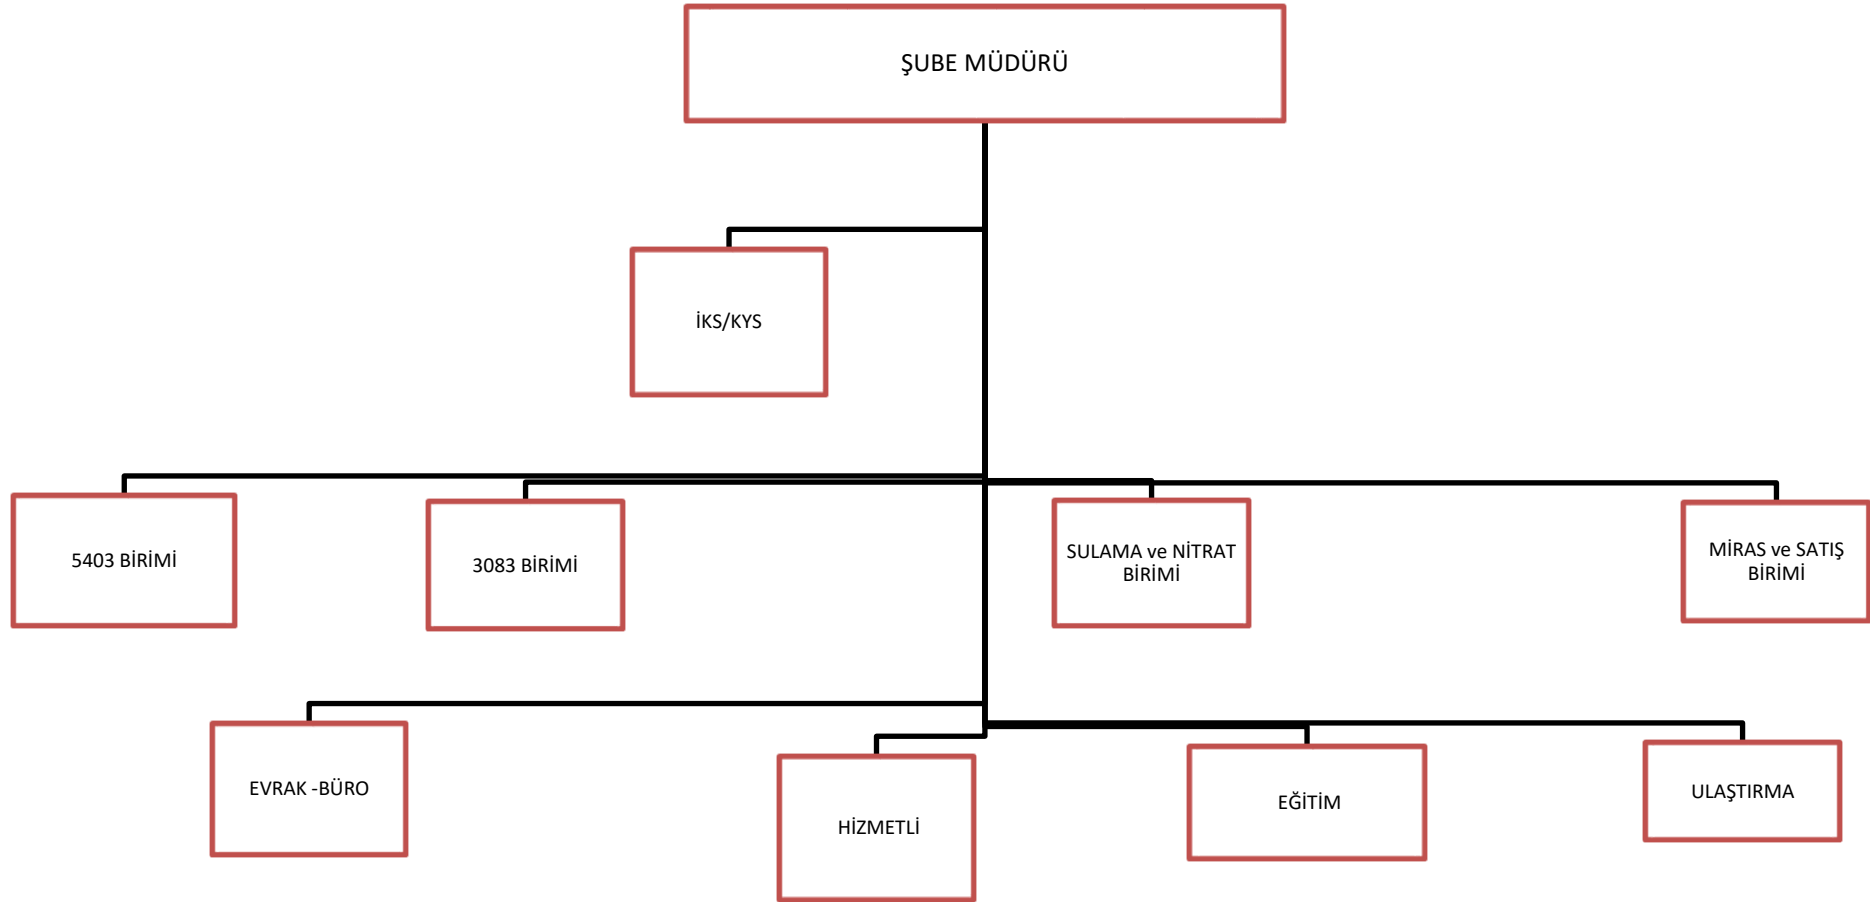 ŞUBE MÜDÜRÜ
İKS/KYS
5403 BİRİMİ
3083 BİRİMİ
SULAMA ve NİTRAT
BİRİMİ
MİRAS ve SATIŞ
BİRİMİ
EVRAK -BÜRO
HİZMETLİ
EĞİTİM
ULAŞTIRMA